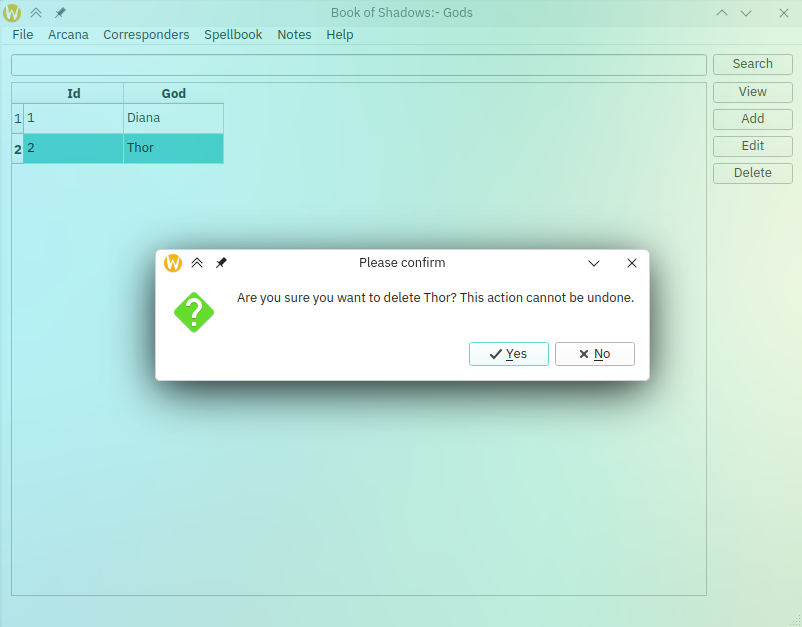 Book of Shadows:- Gods
File Arcana Corresponders Spellbook Notes Help
Search
Id God
1 1 Diana
2 2 Thor
View
Add
Edit
Delete
Please confirm
Are you sure you want to delete Thor? This action cannot be undone.
Yes No